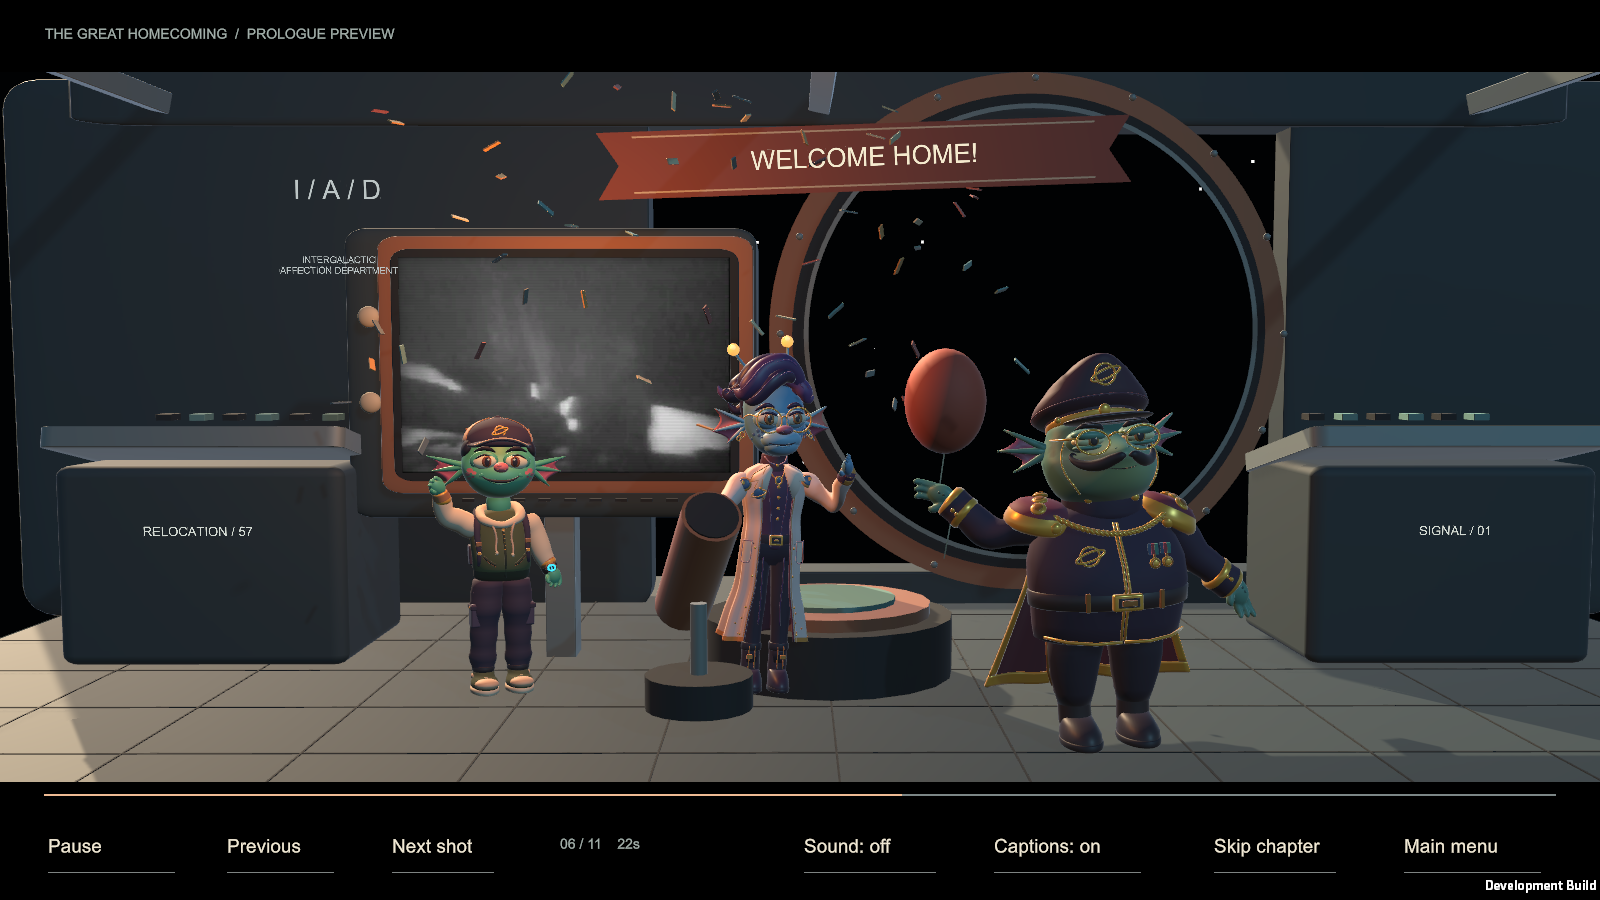 THE GREAT HOMECOMING / PROLOGUE PREVIEW
WELCOME HOME!
I / A / D
INTERGALACTIC
AFFECTION DEPARTMENT
RELOCATION / 57
SIGNAL / 01
Pause
Previous
Next shot
06 / 11 22s
Sound: off
Captions: on
Skip chapter
Main menu
Development Build